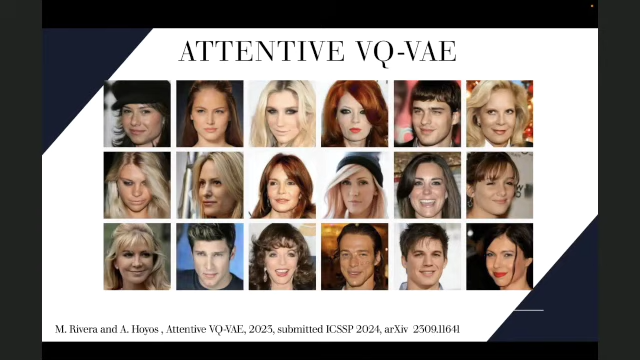 ATTENTIVE VQ-VAE
M. Rivera and A. Hoyos , Attentive VQ-VAE, 2023, submitted ICSSP 2024, arXiv 2309.11641